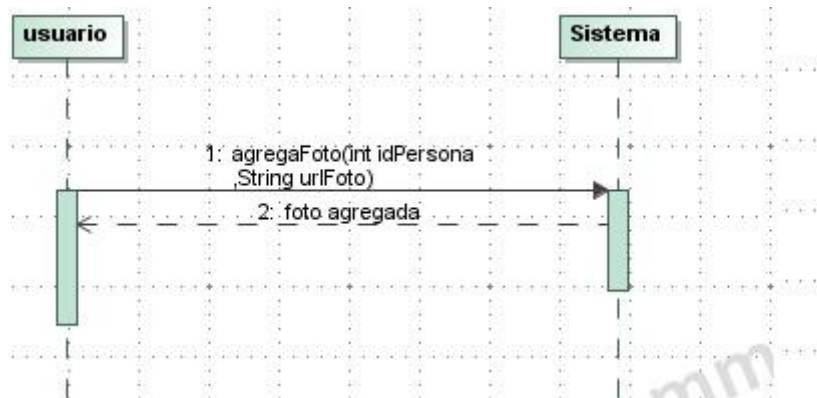 usuario
Sistema
1: agregaFoto(int idPersona
,String urlFoto)
2: foto agregada